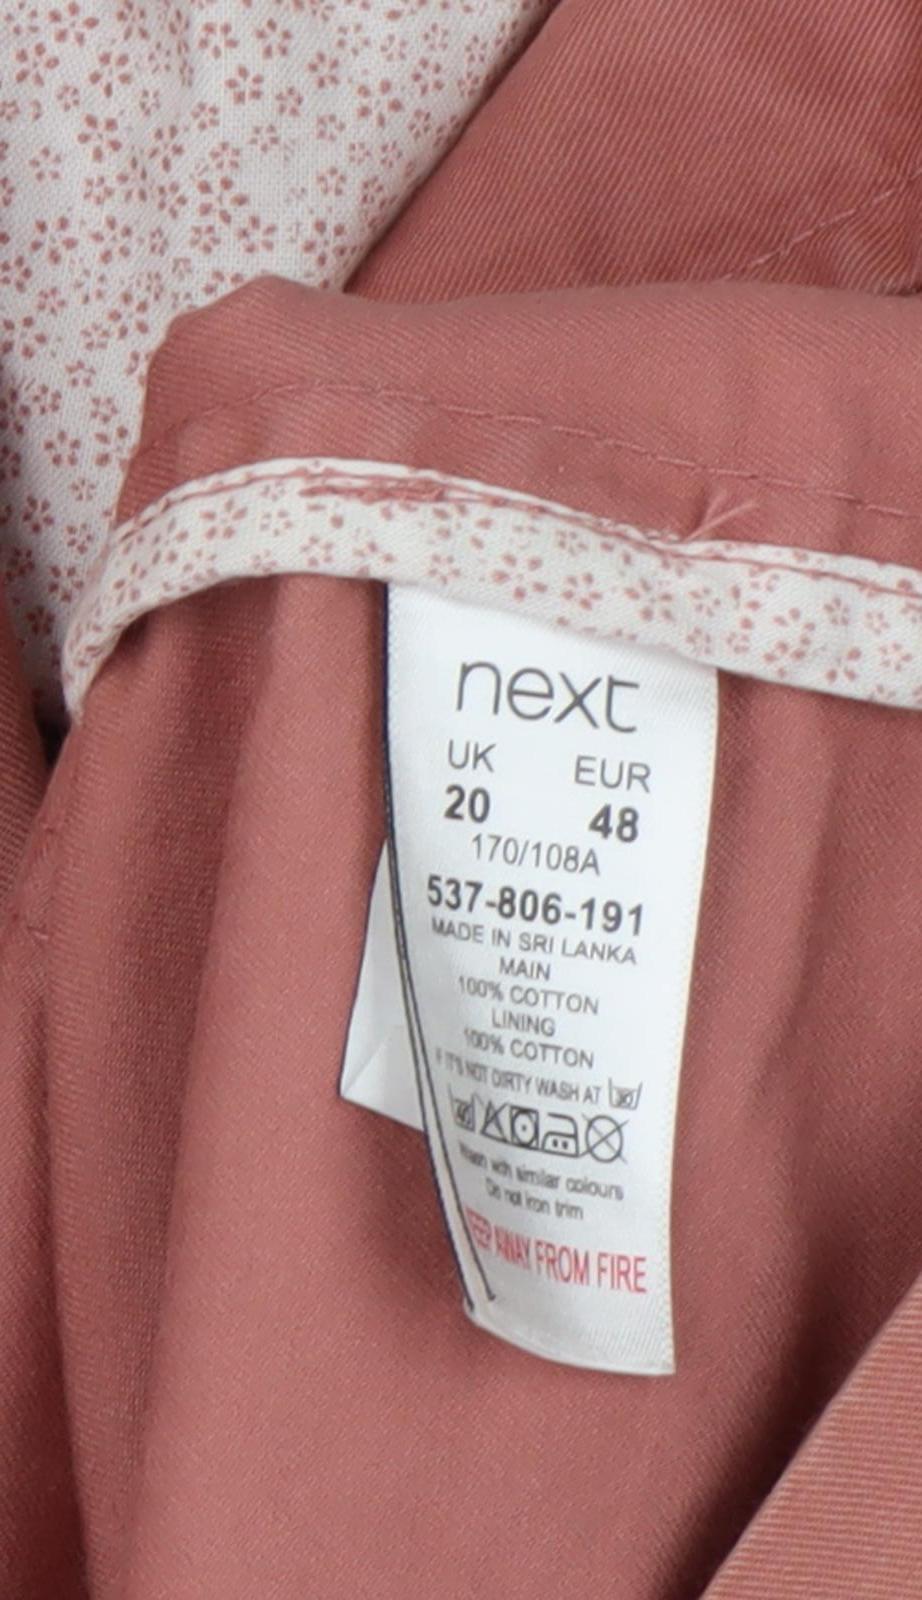 next
UK EUR
20 48
170/108A
537-806-191
MADE IN SRI LANKA
MAIN
100% COTTON
LINING
100% COTTON
IF IT'S NOT DIRTY WASH AT 30
40
Wash with similar colours
Do not iron trim
KEEP AWAY FROM FIRE